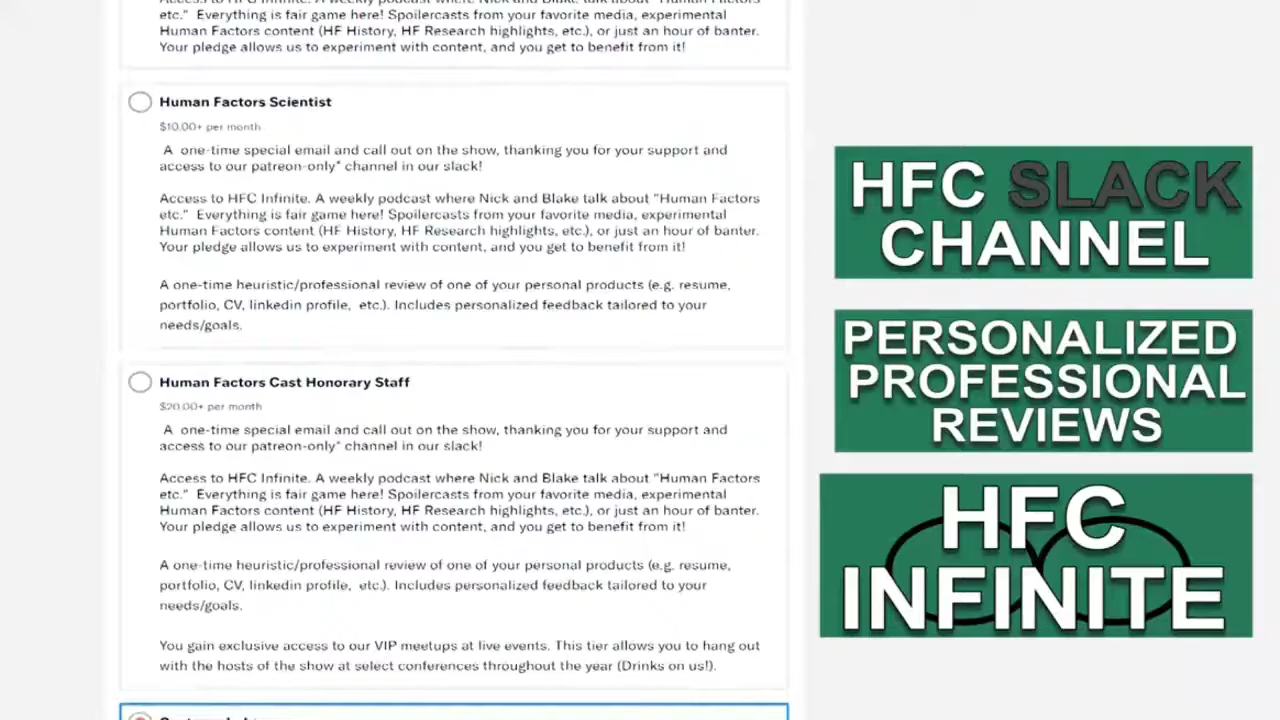 etc."  Everything is fair game here! Spoilercasts from your favorite media, experimental
Human Factors content (HF History, HF Research highlights, etc.), or just an hour of banter.
Your pledge allows us to experiment with content, and you get to benefit from it!
Human Factors Scientist
$10.00+ per month
A  one-time special email and call out on the show, thanking you for your support and
access to our patreon-only* channel in our slack!
Access to HFC Infinite. A weekly podcast where Nick and Blake talk about "Human Factors
etc."  Everything is fair game here! Spoilercasts from your favorite media, experimental
Human Factors content (HF History, HF Research highlights, etc.), or just an hour of banter.
Your pledge allows us to experiment with content, and you get to benefit from it!
A one-time heuristic/professional review of one of your personal products (e.g. resume,
portfolio, CV, linkedin profile,  etc.). Includes personalized feedback tailored to your
needs/goals.
Human Factors Cast Honorary Staff
$20.00+ per month
A  one-time special email and call out on the show, thanking you for your support and
access to our patreon-only* channel in our slack!
Access to HFC Infinite. A weekly podcast where Nick and Blake talk about "Human Factors
etc."  Everything is fair game here! Spoilercasts from your favorite media, experimental
Human Factors content (HF History, HF Research highlights, etc.), or just an hour of banter.
Your pledge allows us to experiment with content, and you get to benefit from it!
A one-time heuristic/professional review of one of your personal products (e.g. resume,
portfolio, CV, linkedin profile,  etc.). Includes personalized feedback tailored to your
needs/goals.
You gain exclusive access to our VIP meetups at live events. This tier allows you to hang out
with the hosts of the show at select conferences throughout the year (Drinks on us!).
HFC SLACK
CHANNEL
PERSONALIZED
PROFESSIONAL
REVIEWS
HFC
INFINITE